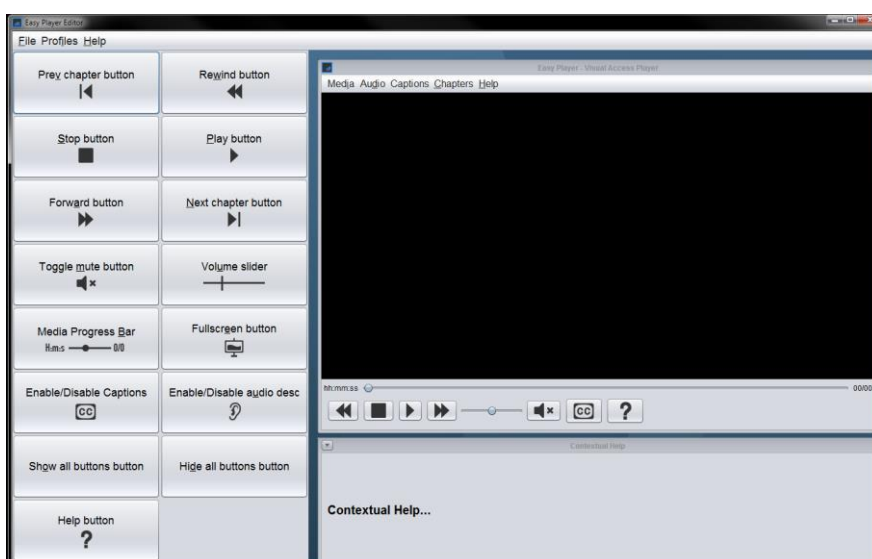 Easy Player Editor
File Profiles Help
Prev chapter button
Rewind button
Stop button
Play button
Forward button
Next chapter button
Toggle mute button
Volume slider
Media Progress Bar
H:m:s 0/0
Fullscreen button
Enable/Disable Captions
CC
Enable/Disable audio desc
Show all buttons button
Hide all buttons button
Help button
?
Easy Player - Visual Access Player
Media Audio Captions Chapters Help
hh:mm:ss 00/00
CC ?
Contextual Help
Contextual Help...